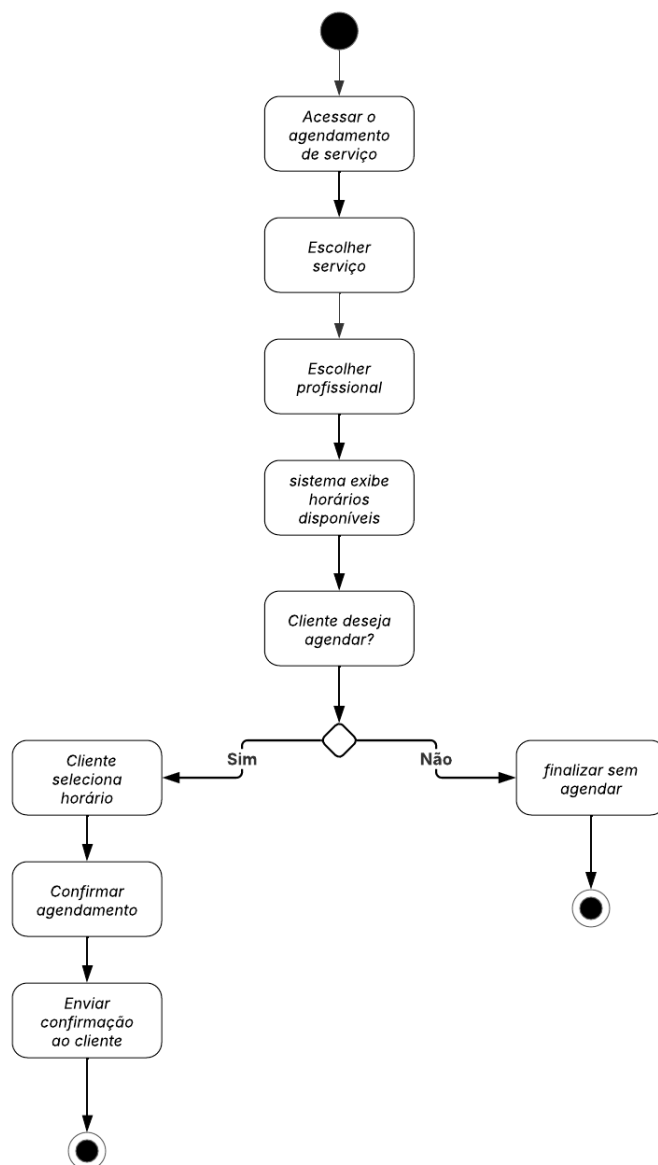 Acessar o
agendamento
de serviço
Escolher
serviço
Escolher
profissional
sistema exibe
horários
disponíveis
Cliente deseja
agendar?
Sim
Não
Cliente
seleciona
horário
finalizar sem
agendar
Confirmar
agendamento
Enviar
confirmação
ao cliente